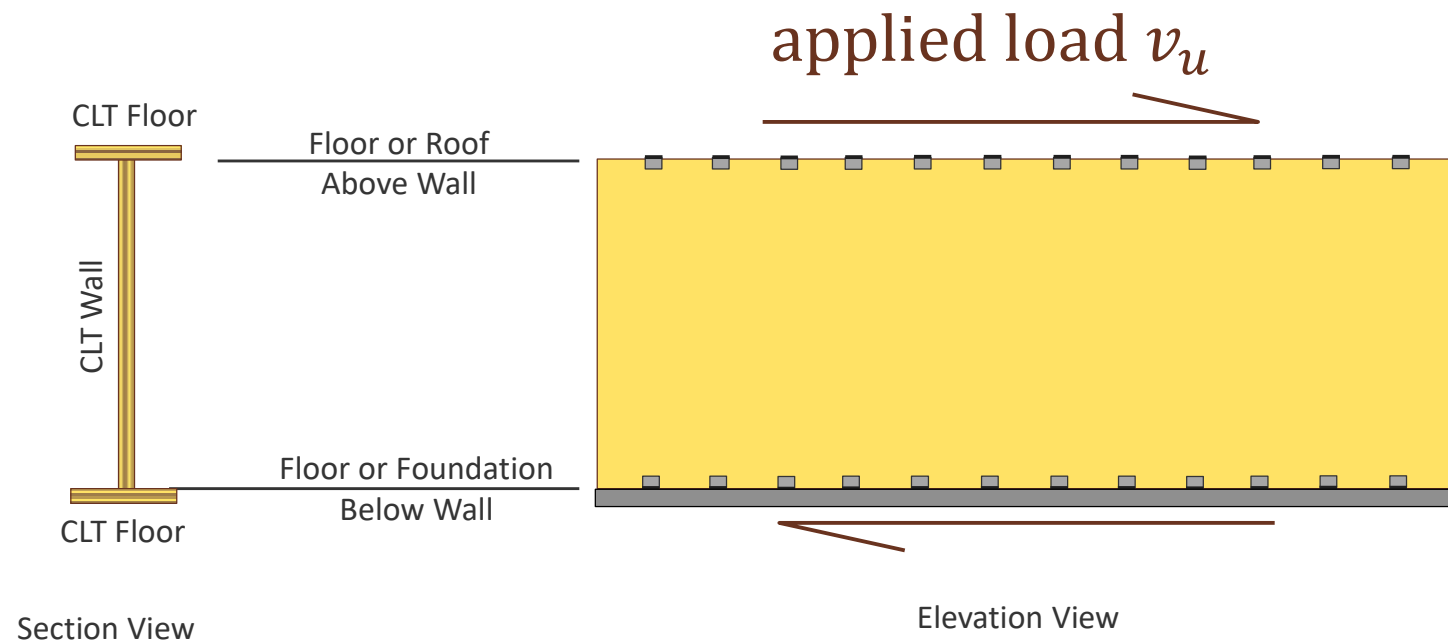 applied load vᵤ
CLT Floor
Floor or Roof
Above Wall
CLT Wall
Floor or Foundation
Below Wall
CLT Floor
Section View
Elevation View